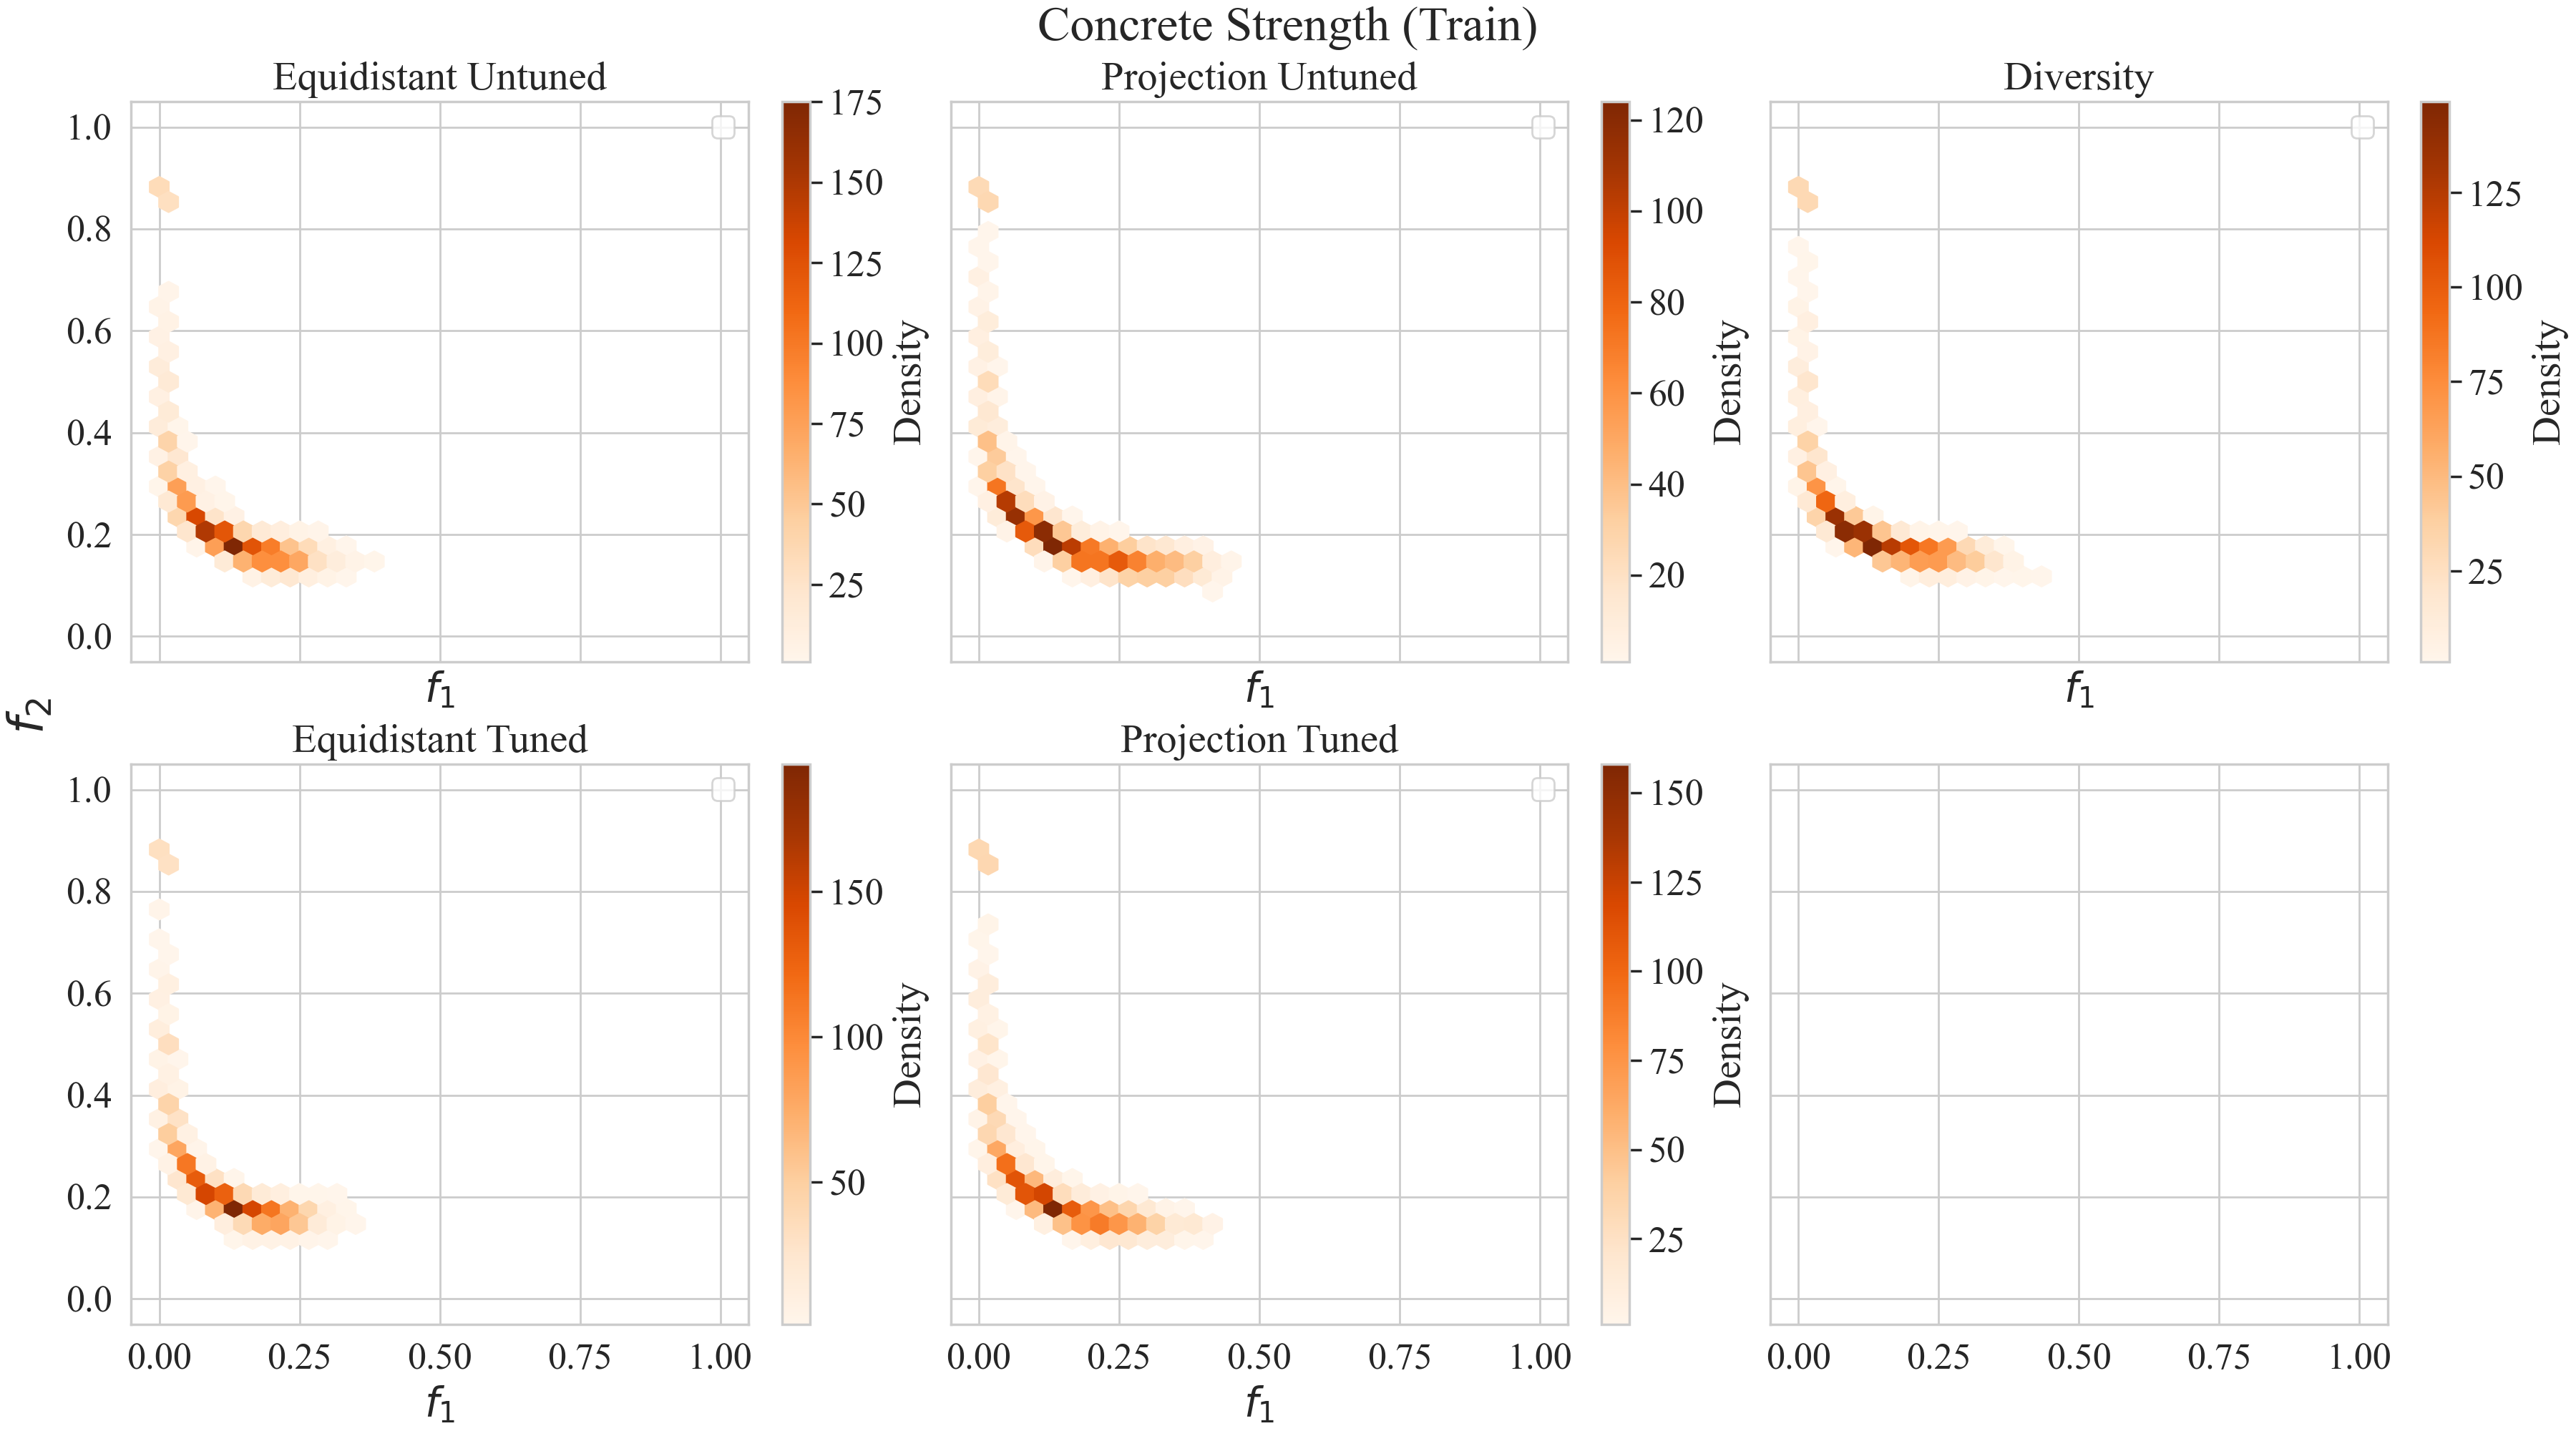 Concrete Strength (Train)
Equidistant Untuned
Projection Untuned
Diversity
1.0
0.8
0.6
0.4
0.2
0.0
175
150
125
100
75
50
25
Density
120
100
80
60
40
20
Density
125
100
75
50
25
Density
f1
f1
f1
f2
Equidistant Tuned
Projection Tuned
1.0
0.8
0.6
0.4
0.2
0.0
150
100
50
Density
150
125
100
75
50
25
Density
0.00 0.25 0.50 0.75 1.00
0.00 0.25 0.50 0.75 1.00
0.00 0.25 0.50 0.75 1.00
f1
f1